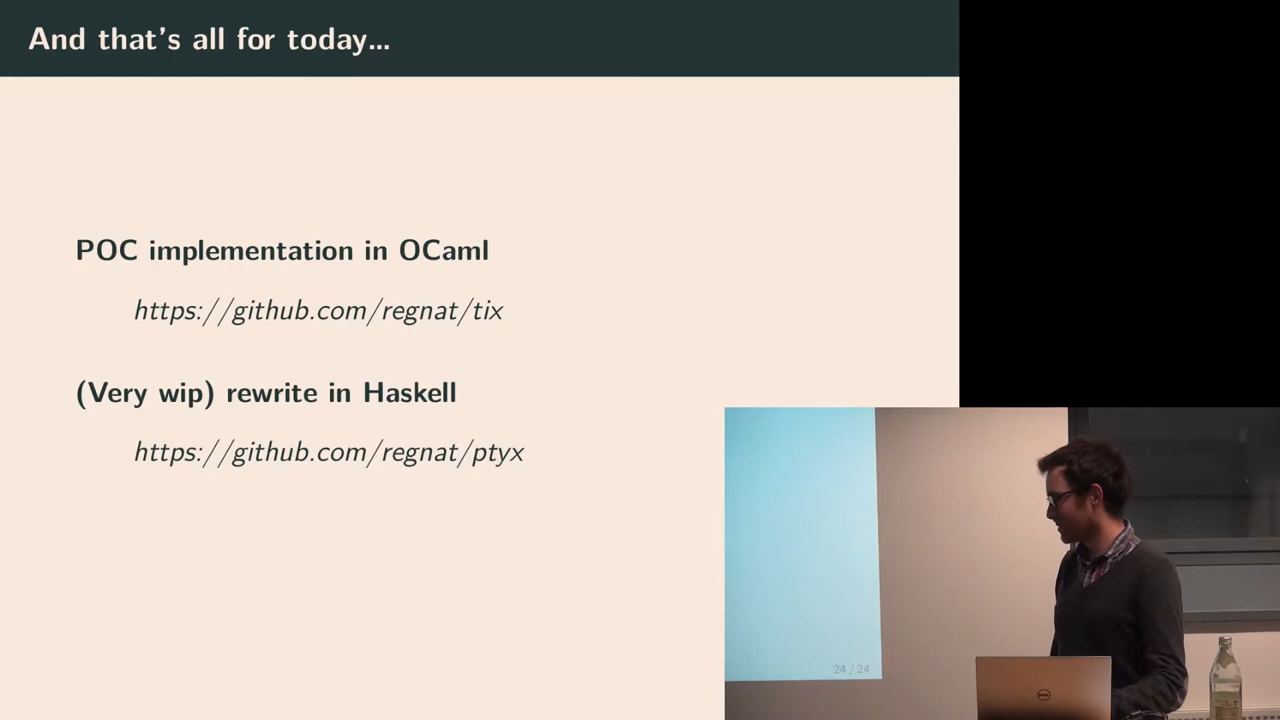 And that's all for today...
POC implementation in OCaml
https://github.com/regnat/tix
(Very wip) rewrite in Haskell
https://github.com/regnat/ptyx
24 / 24
DELL